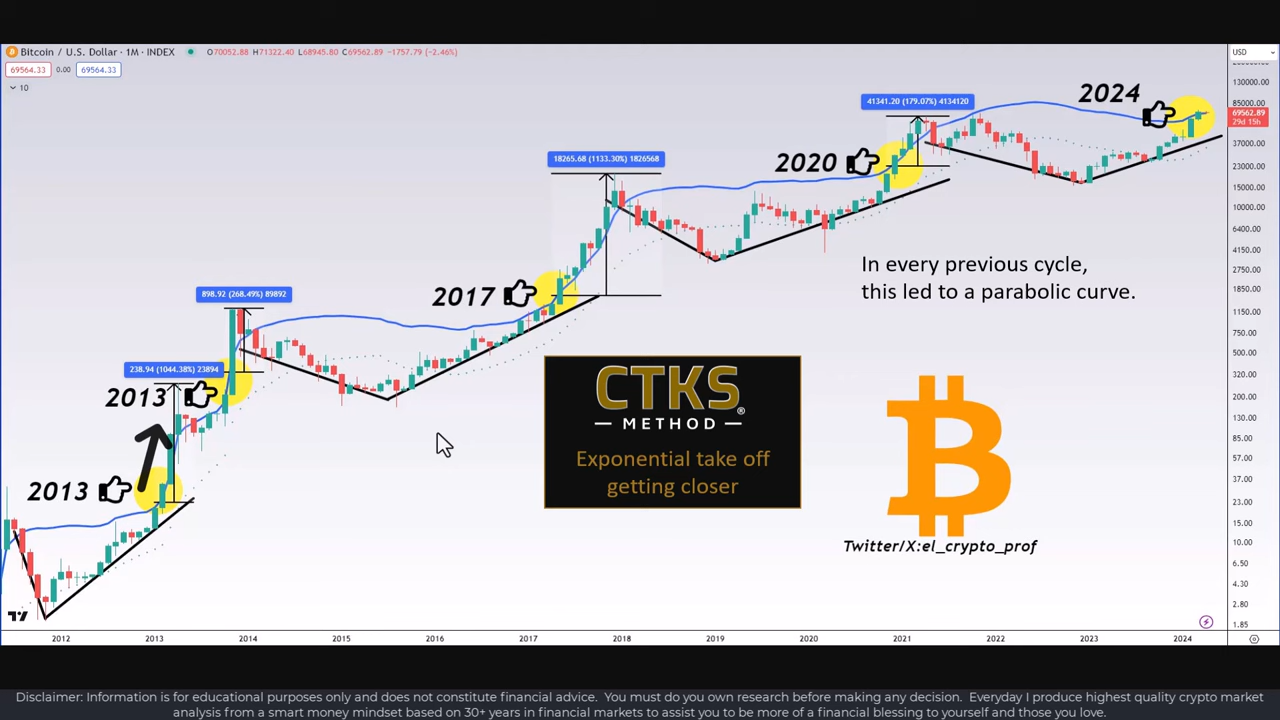 Bitcoin / U.S. Dollar · 1M · INDEX O70052.88 H71322.40 L68945.80 C69562.89 −1757.79 (−2.46%)
USD
69564.33 0.00 69564.33
10
130000.00
85000.00
69562.89
29d 15h
37000.00
23000.00
15000.00
10000.00
6400.00
4150.00
2750.00
1850.00
1150.00
750.00
500.00
320.00
200.00
130.00
85.00
57.00
37.00
23.00
15.00
10.00
6.50
4.30
2.80
1.85
2024
41341.20 (179.07%) 4134120
2020
18265.68 (1133.30%) 1826568
2017
898.92 (268.49%) 89892
238.94 (1044.38%) 23894
2013
2013
In every previous cycle,
this led to a parabolic curve.
CTKS®
METHOD
Exponential take off
getting closer
Twitter/X:el_crypto_prof
2012 2013 2014 2015 2016 2017 2018 2019 2020 2021 2022 2023 2024
Disclaimer: Information is for educational purposes only and does not constitute financial advice. You must do you own research before making any decision. Everyday I produce highest quality crypto market
analysis from a smart money mindset based on 30+ years in financial markets to assist you to be more of a financial blessing to yourself and those you love